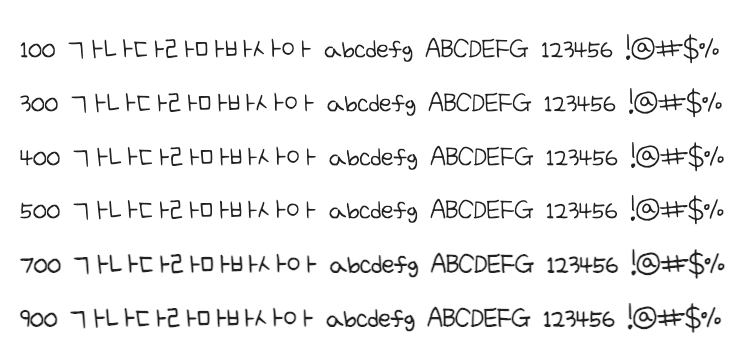 100 가나다라마바사아 abcdefg ABCDEFG 123456 !@#$%
300 가나다라마바사아 abcdefg ABCDEFG 123456 !@#$%
400 가나다라마바사아 abcdefg ABCDEFG 123456 !@#$%
500 가나다라마바사아 abcdefg ABCDEFG 123456 !@#$%
700 가나다라마바사아 abcdefg ABCDEFG 123456 !@#$%
900 가나다라마바사아 abcdefg ABCDEFG 123456 !@#$%